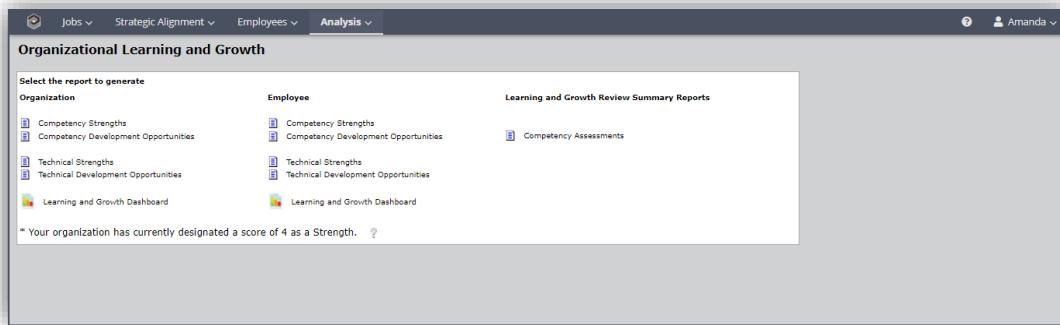 Jobs Strategic Alignment Employees Analysis ? Amanda
Organizational Learning and Growth
Select the report to generate
Organization Employee Learning and Growth Review Summary Reports
Competency Strengths Competency Strengths
Competency Development Opportunities Competency Development Opportunities Competency Assessments
Technical Strengths Technical Strengths
Technical Development Opportunities Technical Development Opportunities
Learning and Growth Dashboard Learning and Growth Dashboard
* Your organization has currently designated a score of 4 as a Strength. ?